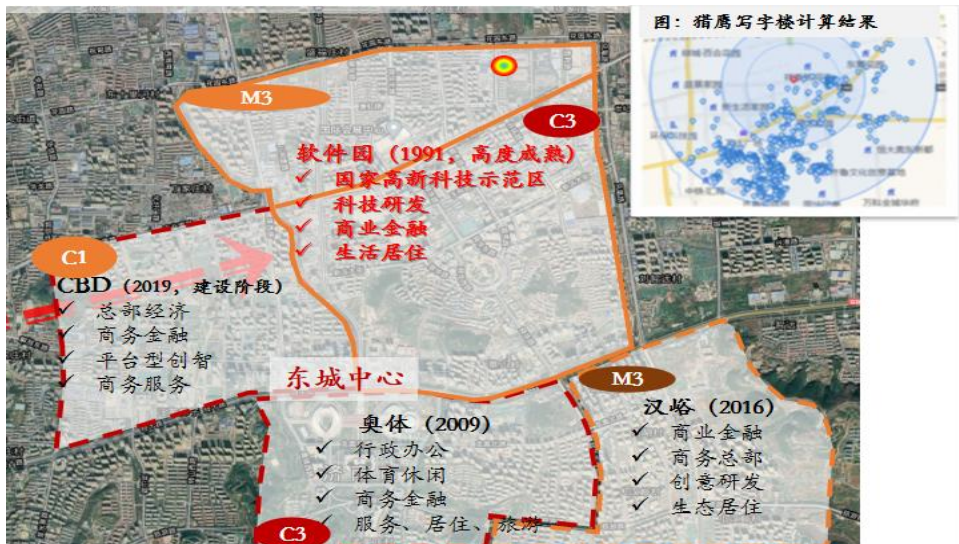 图：猎鹰写字楼计算结果
M3
C3
软件园（1991，高度成熟）
✓ 国家高新科技示范区
✓ 科技研发
✓ 商业金融
✓ 生活居住
C1
CBD（2019，建设阶段）
✓ 总部经济
✓ 商务金融
✓ 平台型创智
✓ 商务服务
东城中心
M3
奥体（2009）
✓ 行政办公
✓ 体育休闲
✓ 商务金融
✓ 服务、居住、旅游
C3
汉峪（2016）
✓ 商业金融
✓ 商务总部
✓ 创意研发
✓ 生态居住